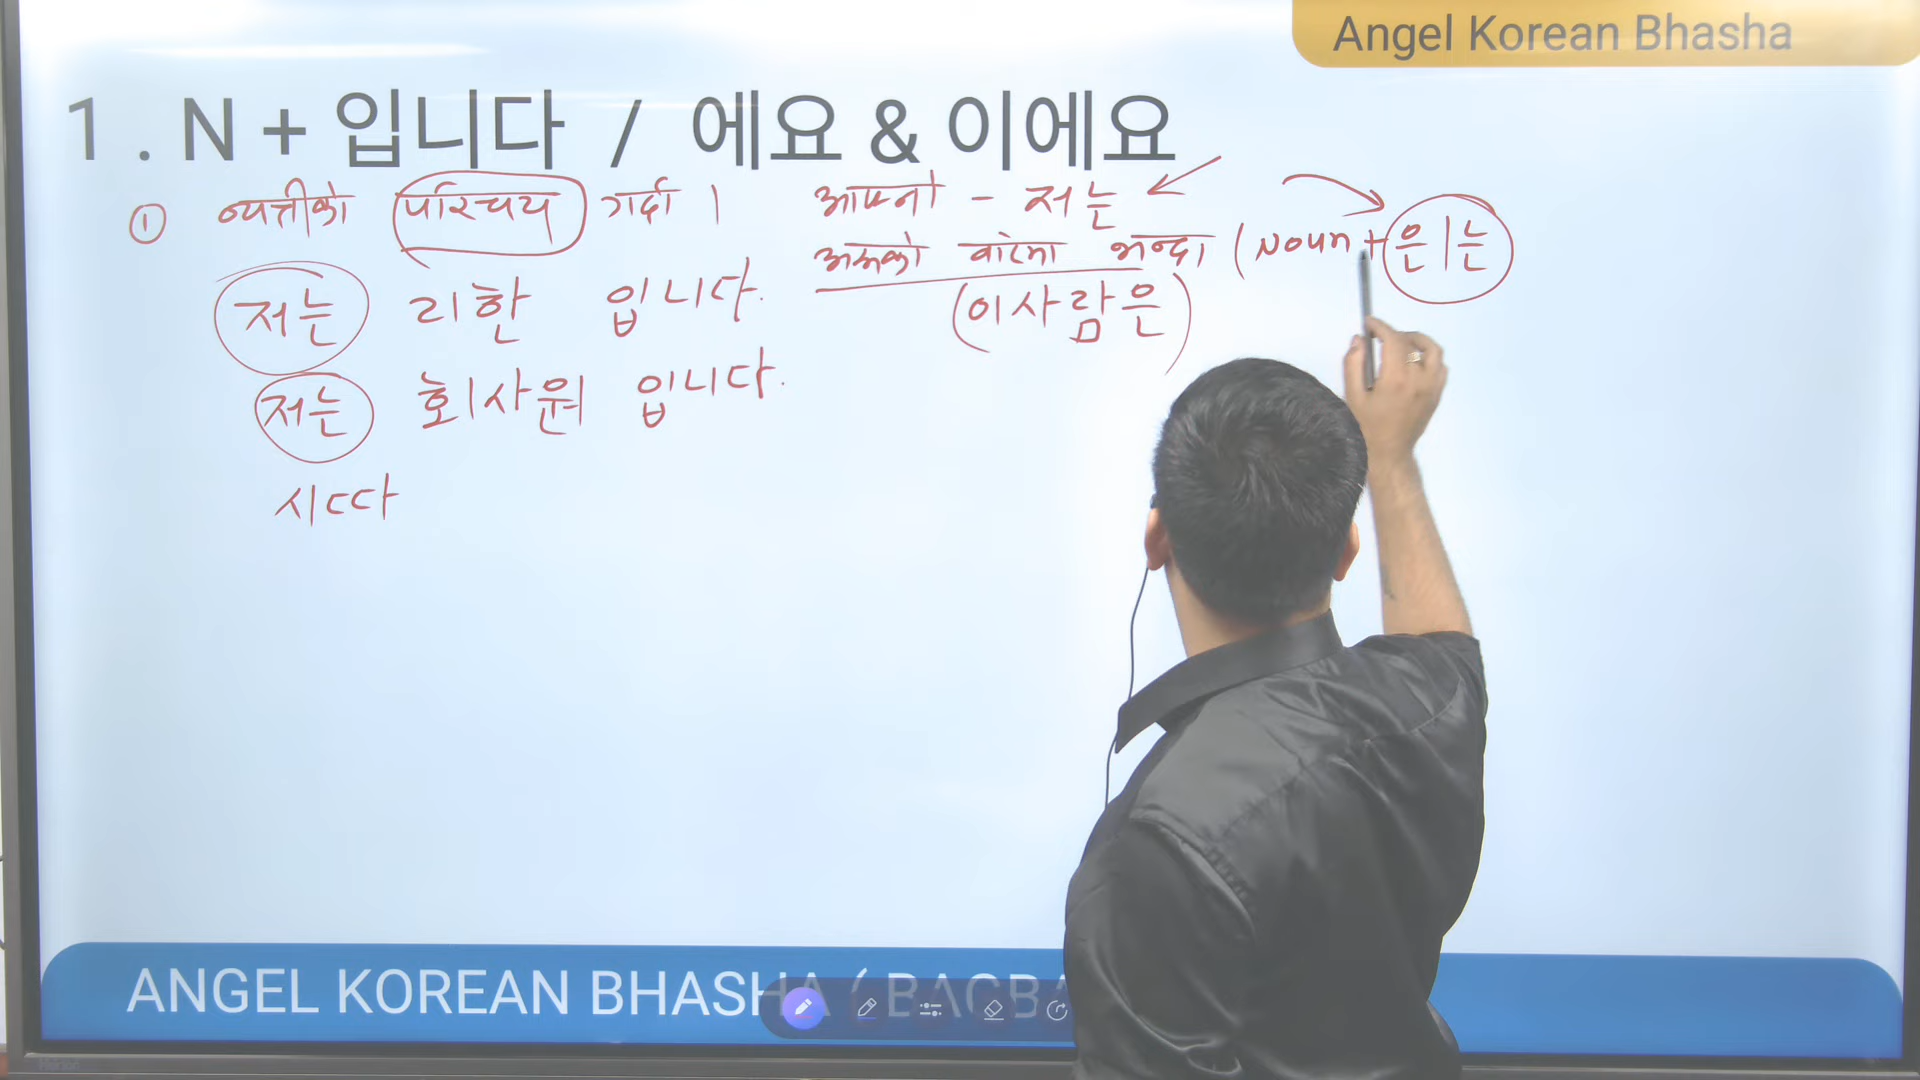 Angel Korean Bhasha
1 . N + 입니다 / 에요 & 이에요
① व्यक्तीको परिचय गर्दा । आफ्नो - 저는
अरुको बारेमा भन्दा (Noun + 은/는
저는 리한 입니다. (이사람은)
저는 회사원 입니다.
시다
ANGEL KOREAN BHASHA ( BAGBA